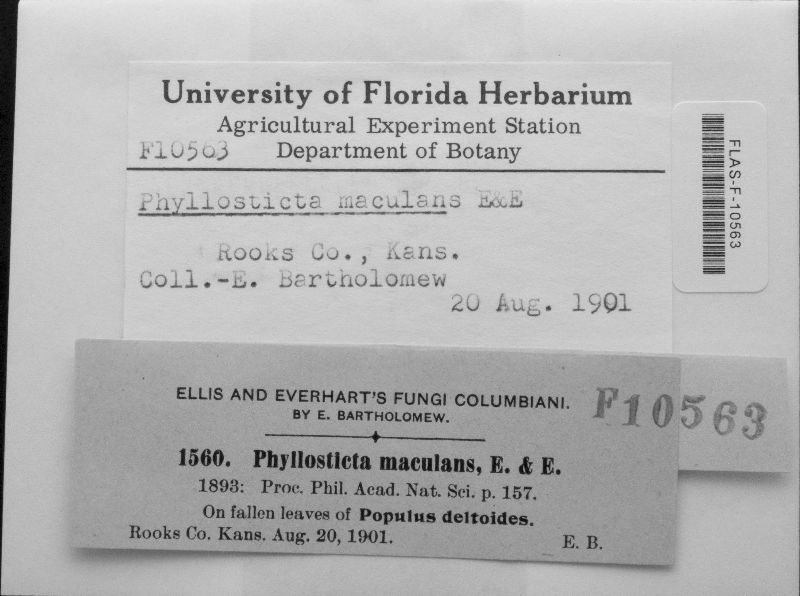 University of Florida Herbarium
Agricultural Experiment Station
F10563 Department of Botany
Phyllosticta maculans E&E
Rooks Co., Kans.
Coll.-E. Bartholomew
20 Aug. 1901
FLAS-F-10563
ELLIS AND EVERHART'S FUNGI COLUMBIANI.
BY E. BARTHOLOMEW.
F10563
1560. Phyllosticta maculans, E. & E.
1893: Proc. Phil. Acad. Nat. Sci. p. 157.
On fallen leaves of Populus deltoides.
Rooks Co. Kans. Aug. 20, 1901. E. B.